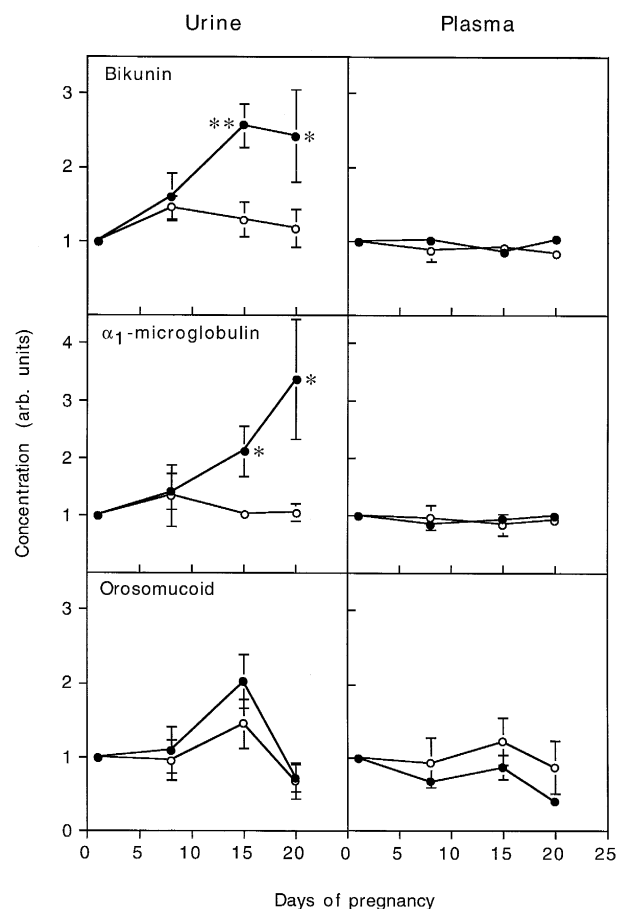 Urine Plasma
Bikunin
3
** *
2
1
α1-microglobulin
4
*
3
2 *
1
Orosomucoid
3
2
1
0
0 5 10 15 20 0 5 10 15 20 25
Concentration (arb. units)
Days of pregnancy